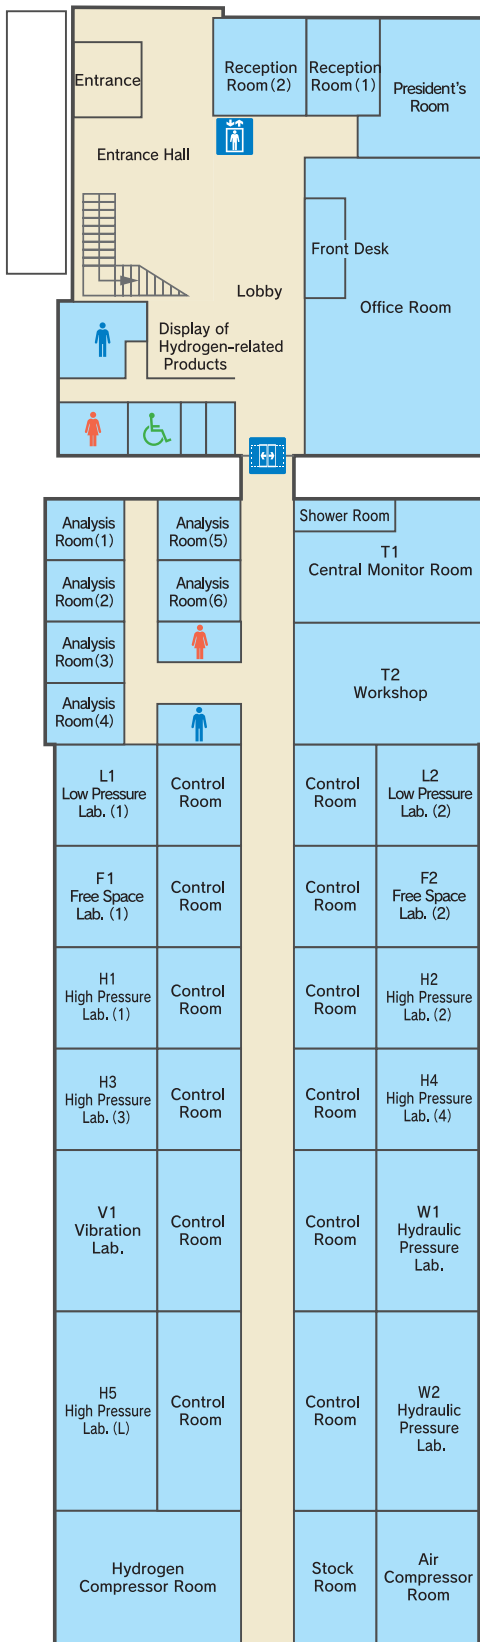 Reception
Room(2)
Reception
Room(1)
President's
Room
Entrance
Entrance Hall
Front Desk
Lobby
Office Room
Display of
Hydrogen-related
Products
Analysis
Room(1)
Analysis
Room(5)
Shower Room
T1
Central Monitor Room
Analysis
Room(2)
Analysis
Room(6)
Analysis
Room(3)
T2
Workshop
Analysis
Room(4)
L1
Low Pressure
Lab. (1)
Control
Room
Control
Room
L2
Low Pressure
Lab. (2)
F1
Free Space
Lab. (1)
Control
Room
Control
Room
F2
Free Space
Lab. (2)
H1
High Pressure
Lab. (1)
Control
Room
Control
Room
H2
High Pressure
Lab. (2)
H3
High Pressure
Lab. (3)
Control
Room
Control
Room
H4
High Pressure
Lab. (4)
V1
Vibration
Lab.
Control
Room
Control
Room
W1
Hydraulic
Pressure
Lab.
H5
High Pressure
Lab. (L)
Control
Room
Control
Room
W2
Hydraulic
Pressure
Lab.
Hydrogen
Compressor Room
Stock
Room
Air
Compressor
Room